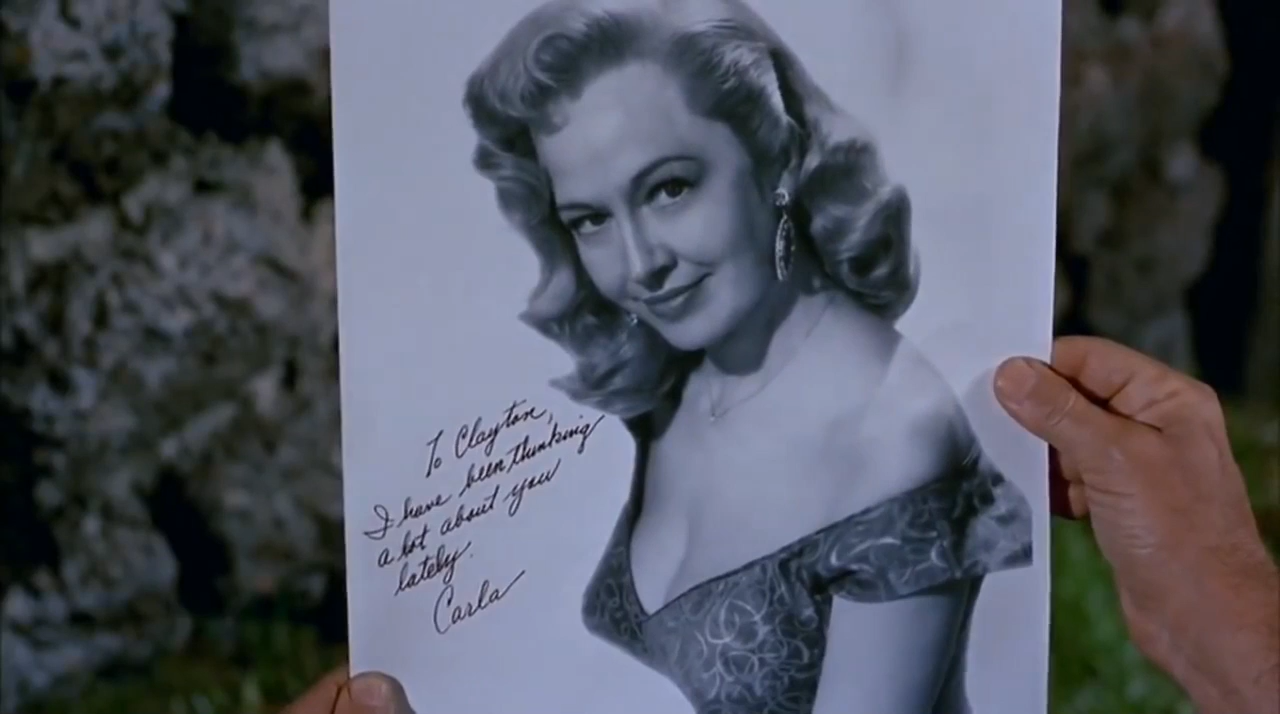 To Clayton,
I have been thinking
a lot about you
lately.
Carla